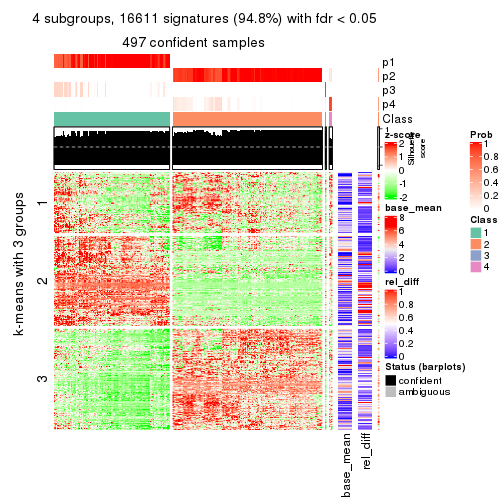 4 subgroups, 16611 signatures (94.8%) with fdr < 0.05
497 confident samples
p1
p2
p3
p4
Class
1
Silhouette
score
k-means with 3 groups
1
2
3
base_mean
rel_diff
z-score
2
1
0
-1
-2
base_mean
8
6
4
2
0
rel_diff
1
0.8
0.6
0.4
0.2
0
Status (barplots)
confident
ambiguous
Prob
1
0.8
0.6
0.4
0.2
0
Class
1
2
3
4